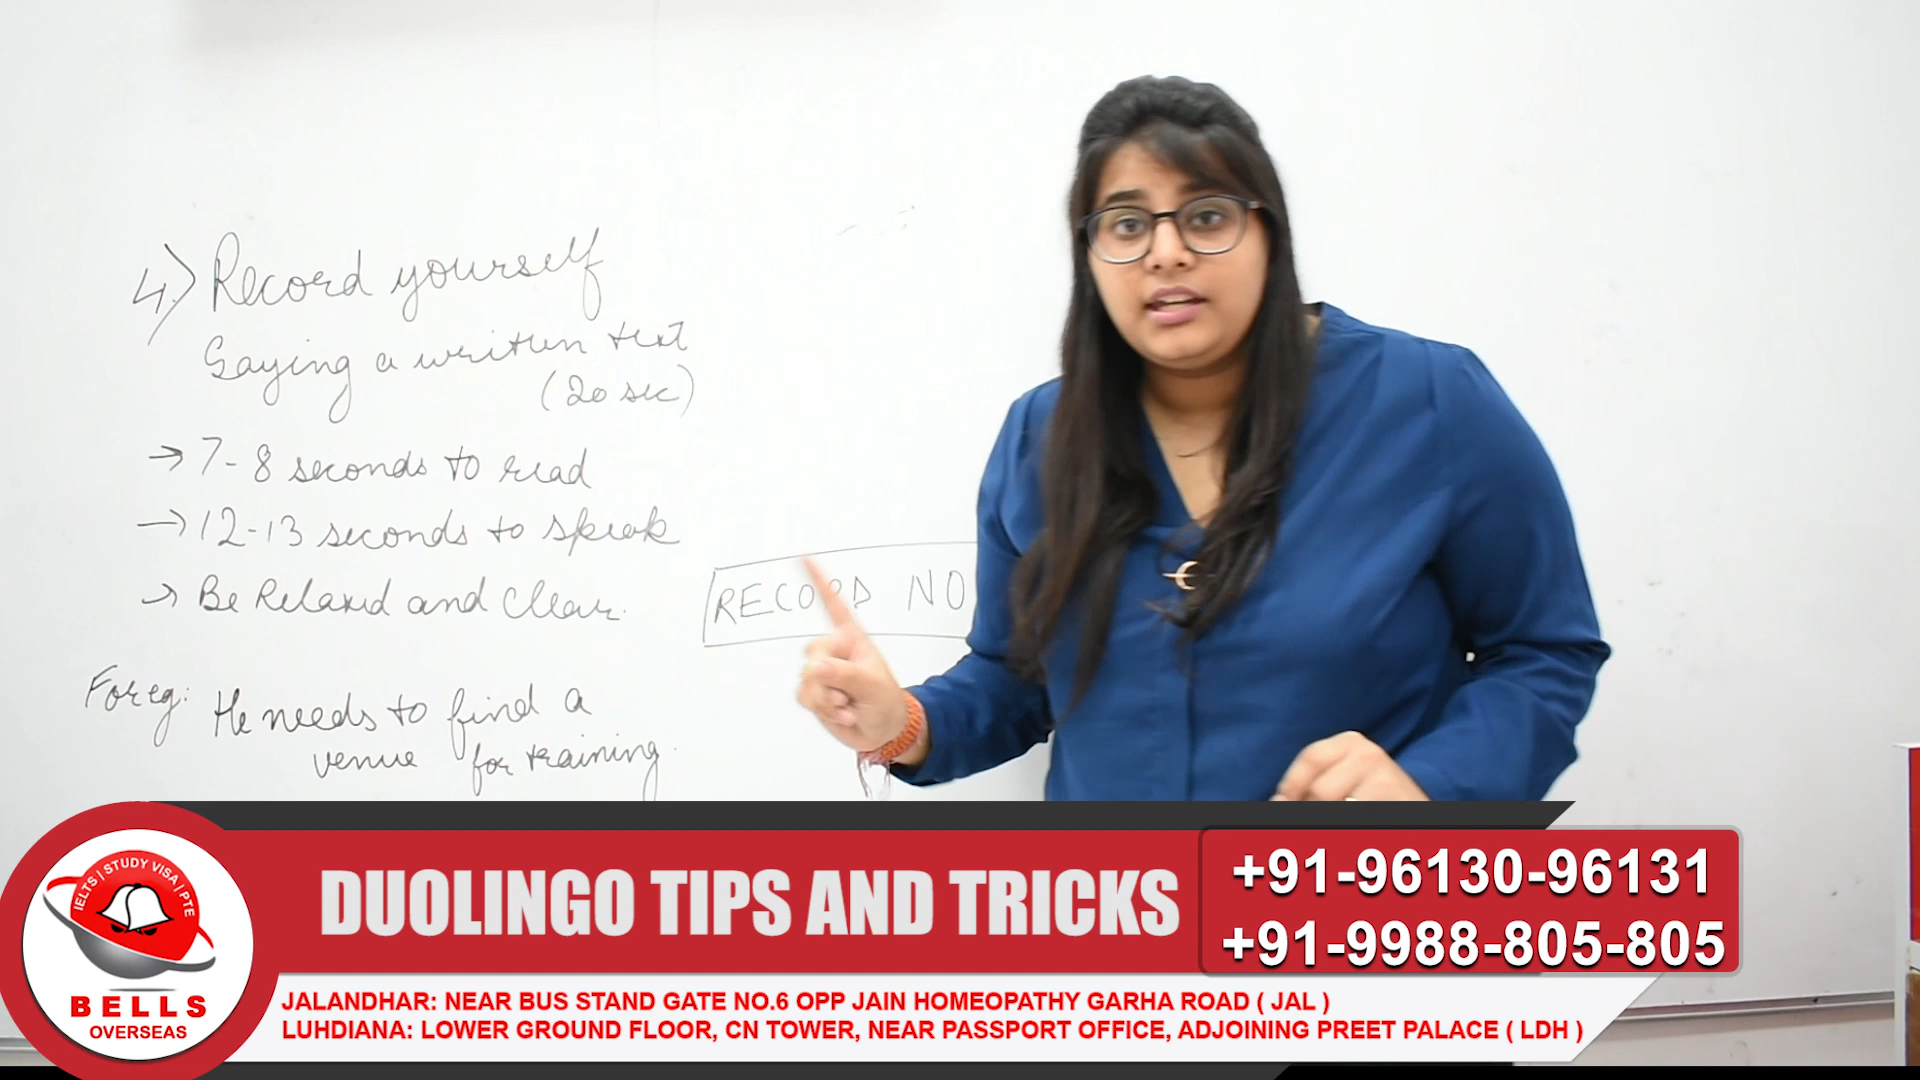 4.) Record yourself
Saying a written text
(20 sec)
→ 7-8 seconds to read
→ 12-13 seconds to speak
→ Be Relaxed and clear.
RECORD NO
For eg: He needs to find a
venue for training.
IELTS | STUDY VISA | PTE
BELLS
OVERSEAS
DUOLINGO TIPS AND TRICKS
+91-96130-96131
+91-9988-805-805
JALANDHAR: NEAR BUS STAND GATE NO.6 OPP JAIN HOMEOPATHY GARHA ROAD ( JAL )
LUHDIANA: LOWER GROUND FLOOR, CN TOWER, NEAR PASSPORT OFFICE, ADJOINING PREET PALACE ( LDH )